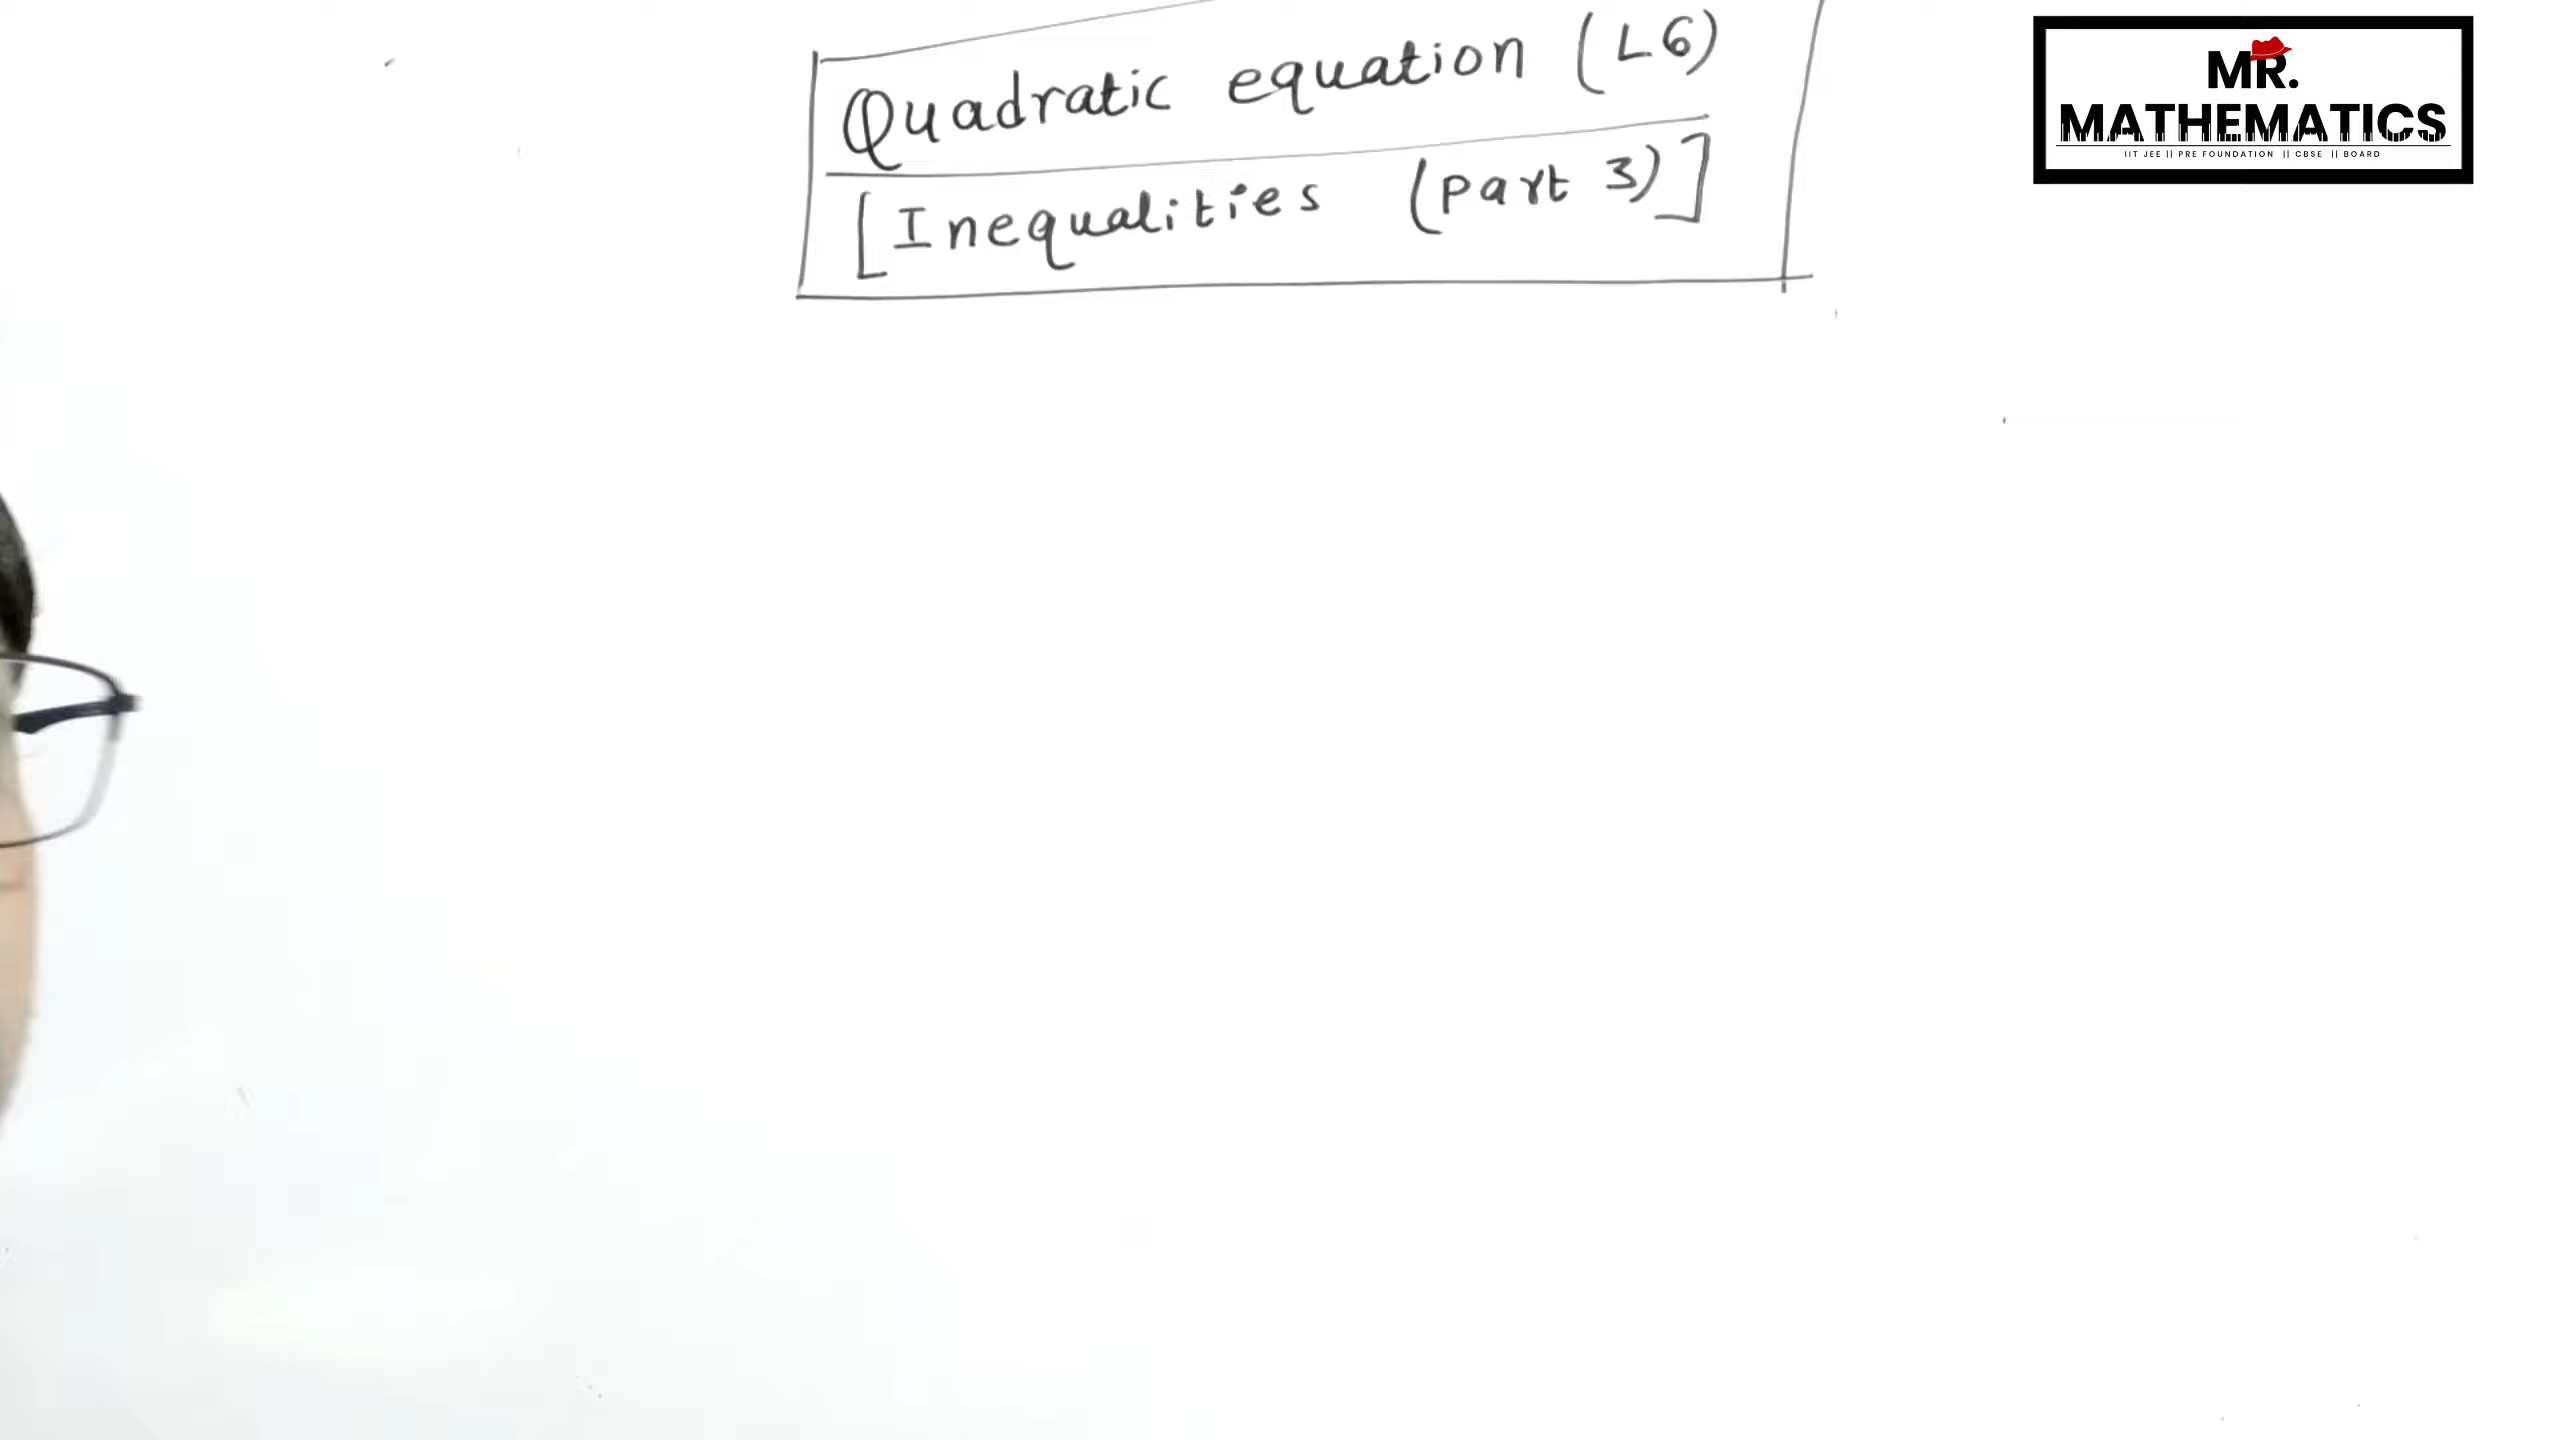 Quadratic equation (L6)
[Inequalities (part 3)]
MR.
MATHEMATICS
IIT JEE || PRE FOUNDATION || CBSE || BOARD